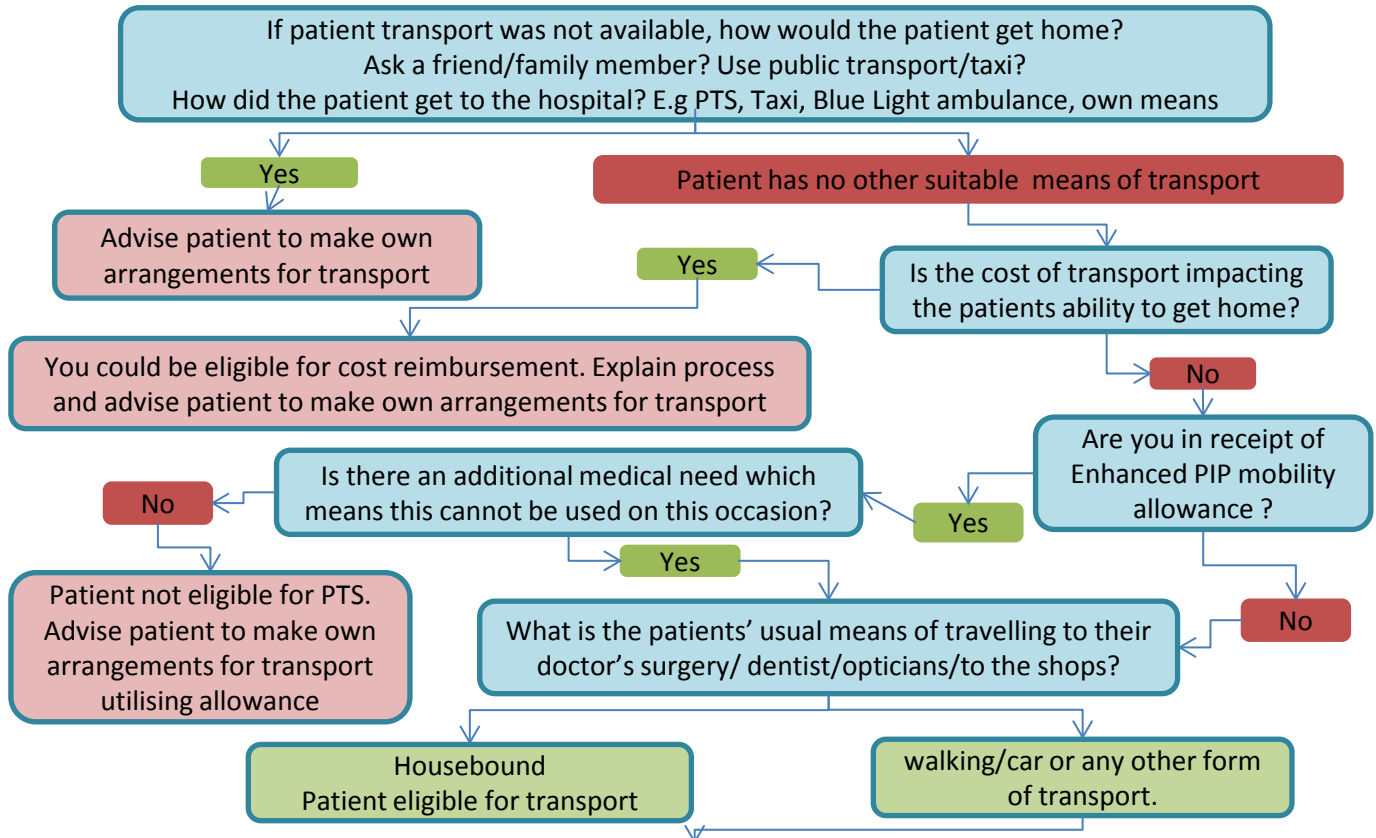 If patient transport was not available, how would the patient get home?
Ask a friend/family member? Use public transport/taxi?
How did the patient get to the hospital? E.g PTS, Taxi, Blue Light ambulance, own means
Yes
Patient has no other suitable means of transport
Advise patient to make own
arrangements for transport
Yes
Is the cost of transport impacting
the patients ability to get home?
You could be eligible for cost reimbursement. Explain process
and advise patient to make own arrangements for transport
No
Are you in receipt of
Enhanced PIP mobility
allowance ?
Is there an additional medical need which
means this cannot be used on this occasion?
No
Yes
Yes
Patient not eligible for PTS.
Advise patient to make own
arrangements for transport
utilising allowance
No
What is the patients’ usual means of travelling to their
doctor’s surgery/ dentist/opticians/to the shops?
Housebound
Patient eligible for transport
walking/car or any other form
of transport.